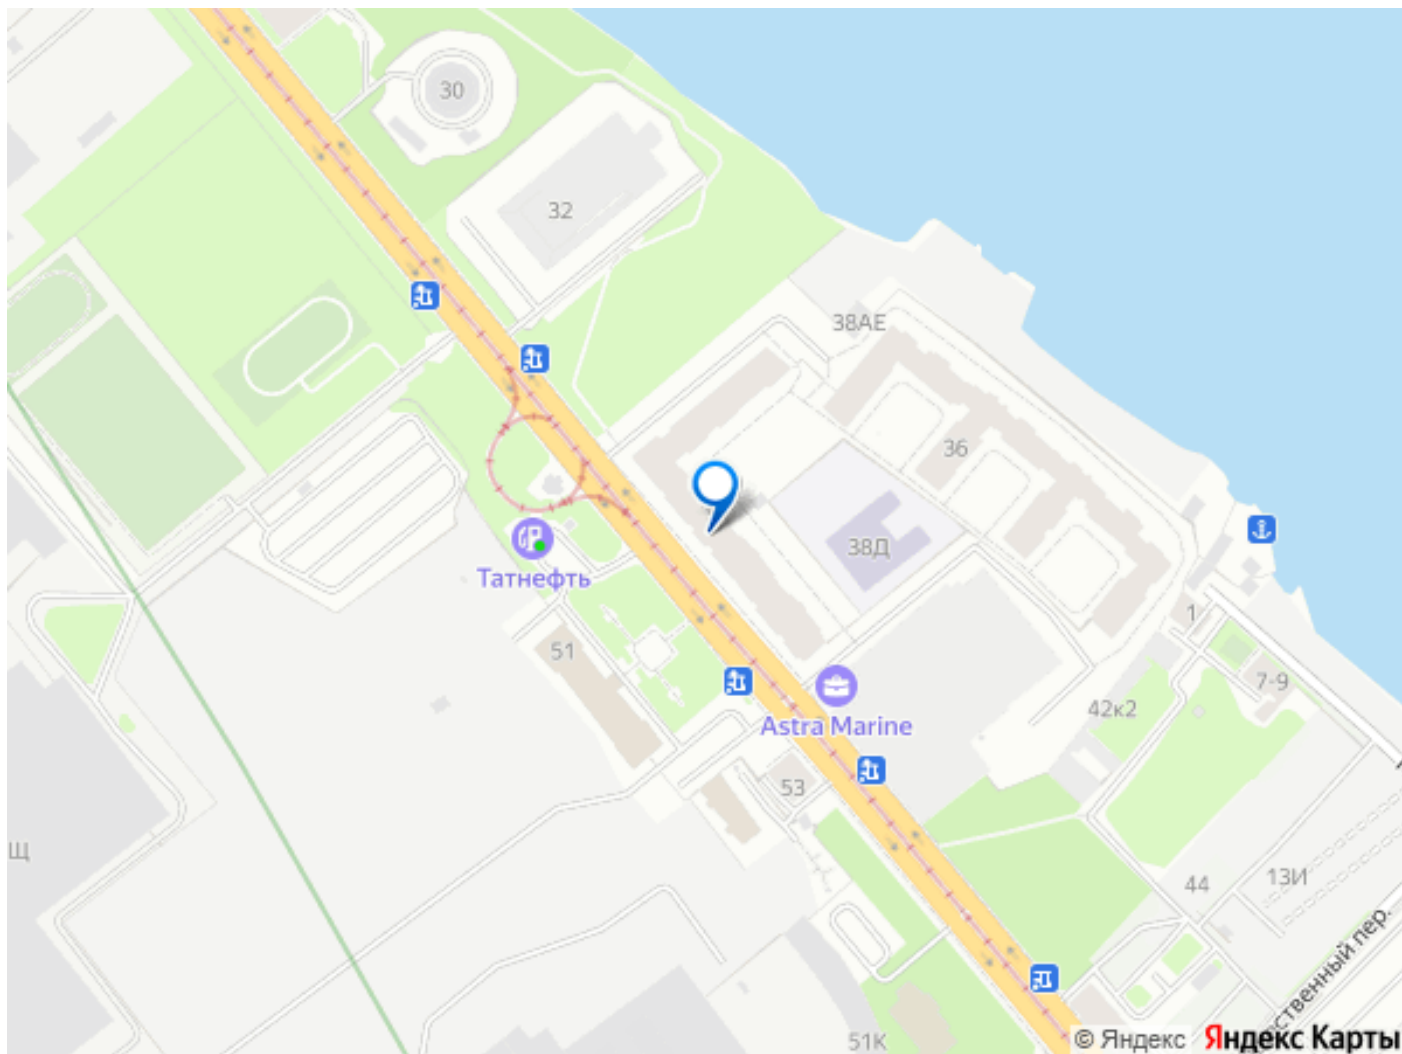 30
32
38АЕ
36
38Д
Татнефть
1
51
7-9
42к2
Astra Marine
53
Щ
44
13И
ственный пер.
51К
© Яндекс Яндекс Карты